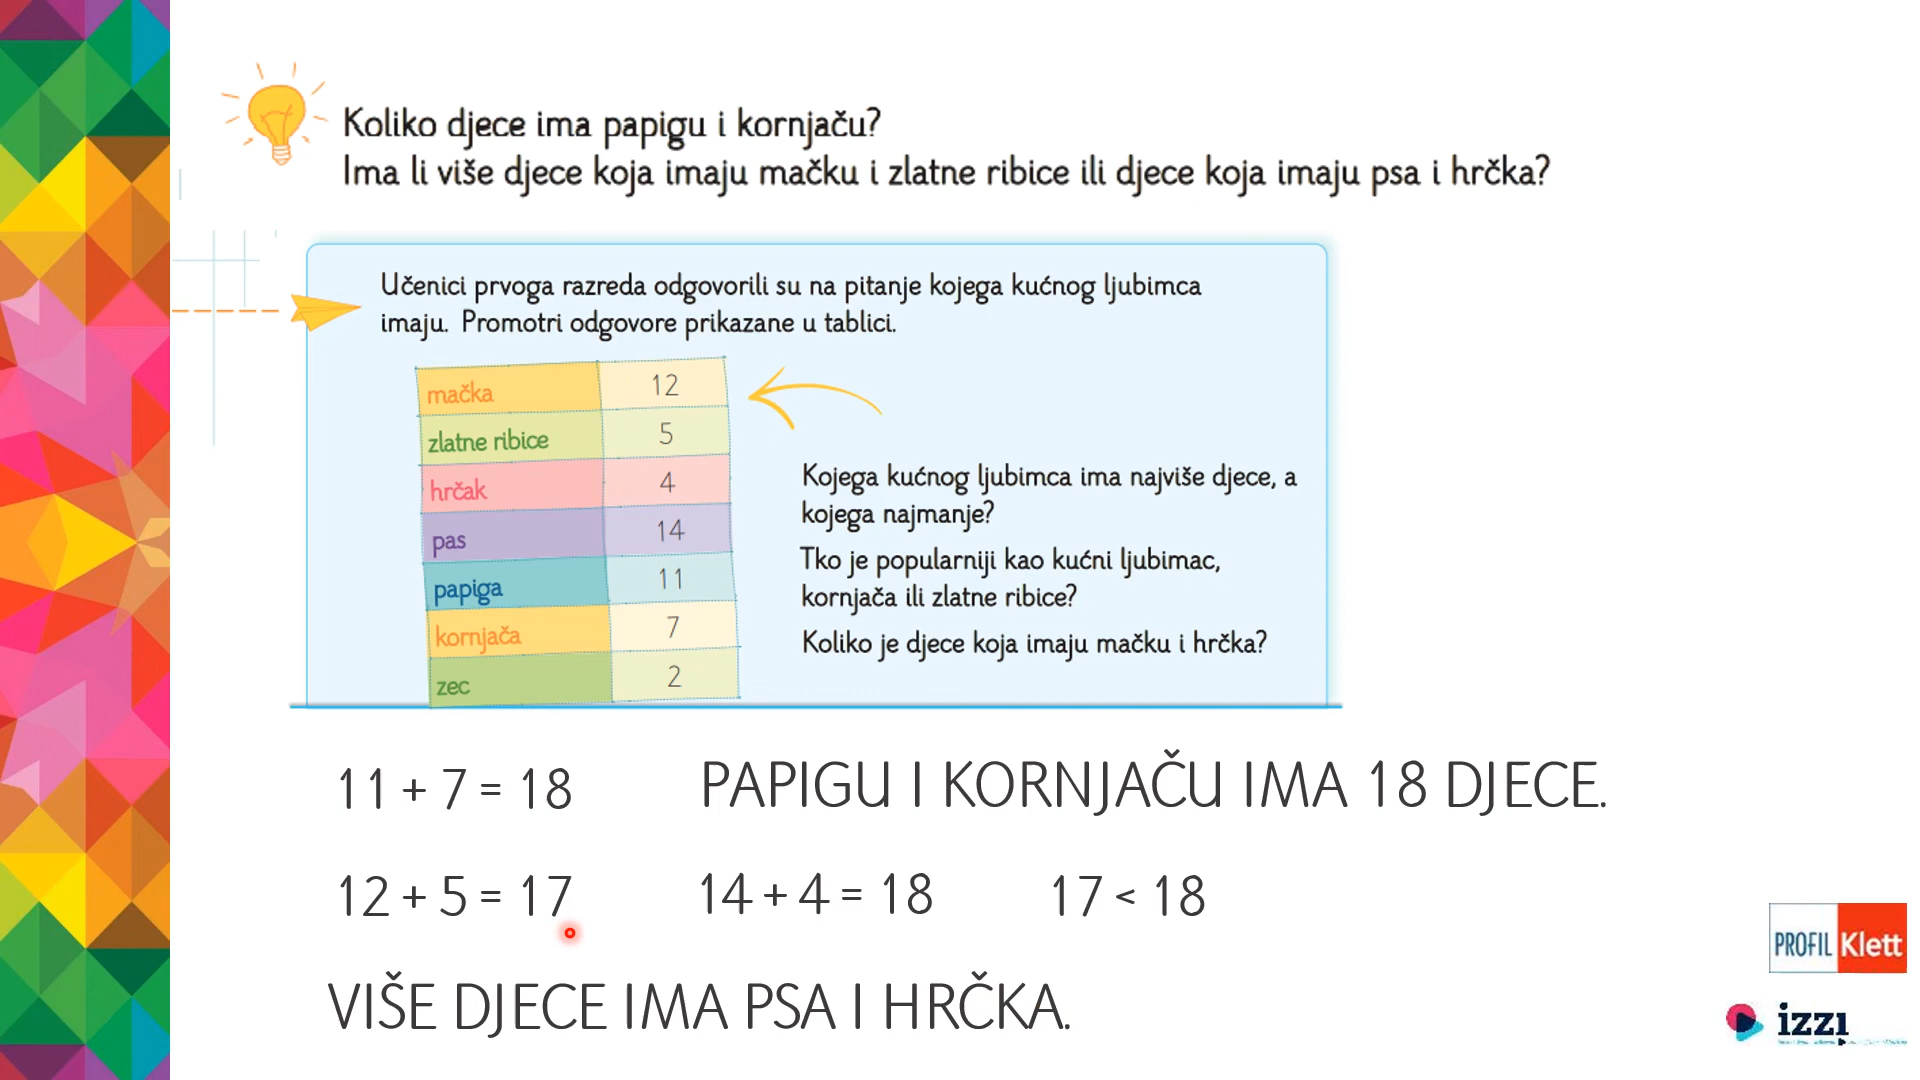 Koliko djece ima papigu i kornjaču?
Ima li više djece koja imaju mačku i zlatne ribice ili djece koja imaju psa i hrčka?
Učenici prvoga razreda odgovorili su na pitanje kojega kućnog ljubimca
imaju. Promotri odgovore prikazane u tablici.
mačka 12
zlatne ribice 5
hrčak 4
pas 14
papiga 11
kornjača 7
zec 2
Kojega kućnog ljubimca ima najviše djece, a
kojega najmanje?
Tko je popularniji kao kućni ljubimac,
kornjača ili zlatne ribice?
Koliko je djece koja imaju mačku i hrčka?
11 + 7 = 18 PAPIGU I KORNJAČU IMA 18 DJECE.
12 + 5 = 17 14 + 4 = 18 17 < 18
VIŠE DJECE IMA PSA I HRČKA.
PROFIL Klett
izzi